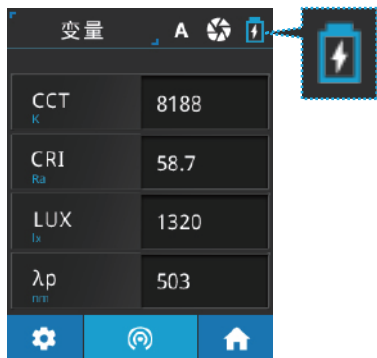 变量 A
CCT 8188
K
CRI 58.7
Ra
LUX 1320
lx
λp 503
nm